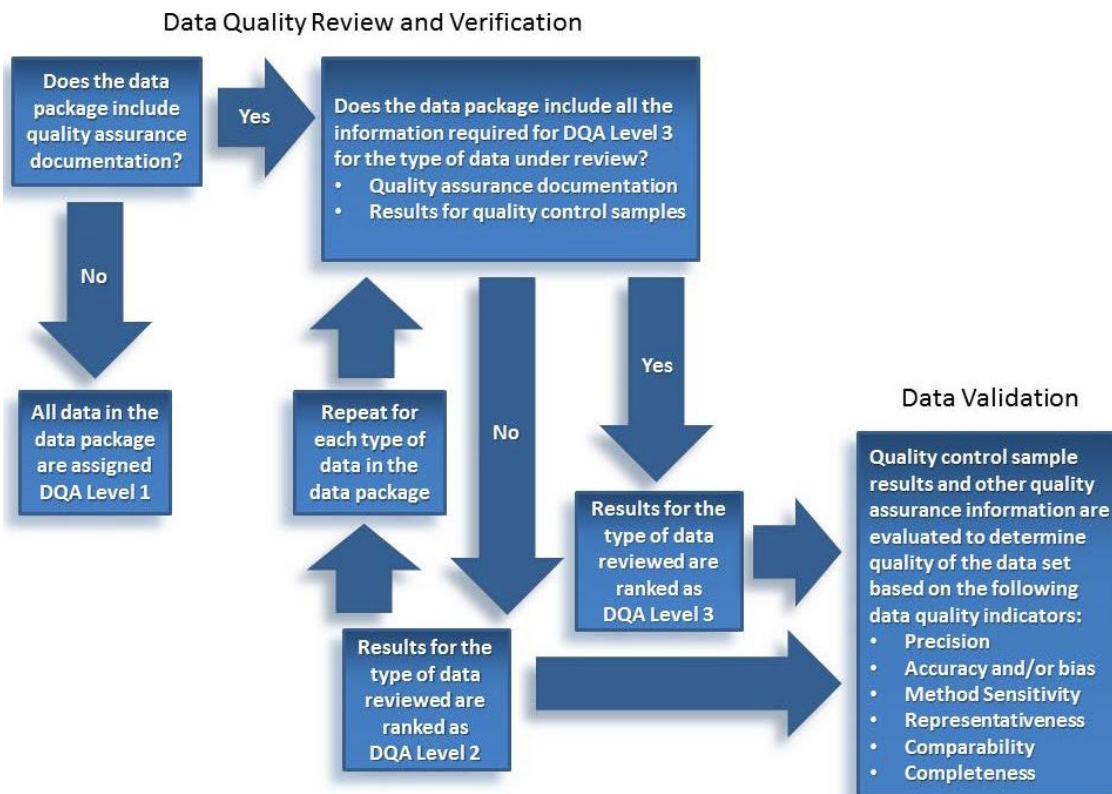 Data Quality Review and Verification
Does the data
package include
quality assurance
documentation?
Yes
Does the data package include all the
information required for DQA Level 3
for the type of data under review?
• Quality assurance documentation
• Results for quality control samples
No
All data in the
data package
are assigned
DQA Level 1
Repeat for
each type of
data in the
data package
No
Yes
Results for the
type of data
reviewed are
ranked as
DQA Level 3
Results for the
type of data
reviewed are
ranked as
DQA Level 2
Data Validation
Quality control sample
results and other quality
assurance information are
evaluated to determine
quality of the data set
based on the following
data quality indicators:
• Precision
• Accuracy and/or bias
• Method Sensitivity
• Representativeness
• Comparability
• Completeness